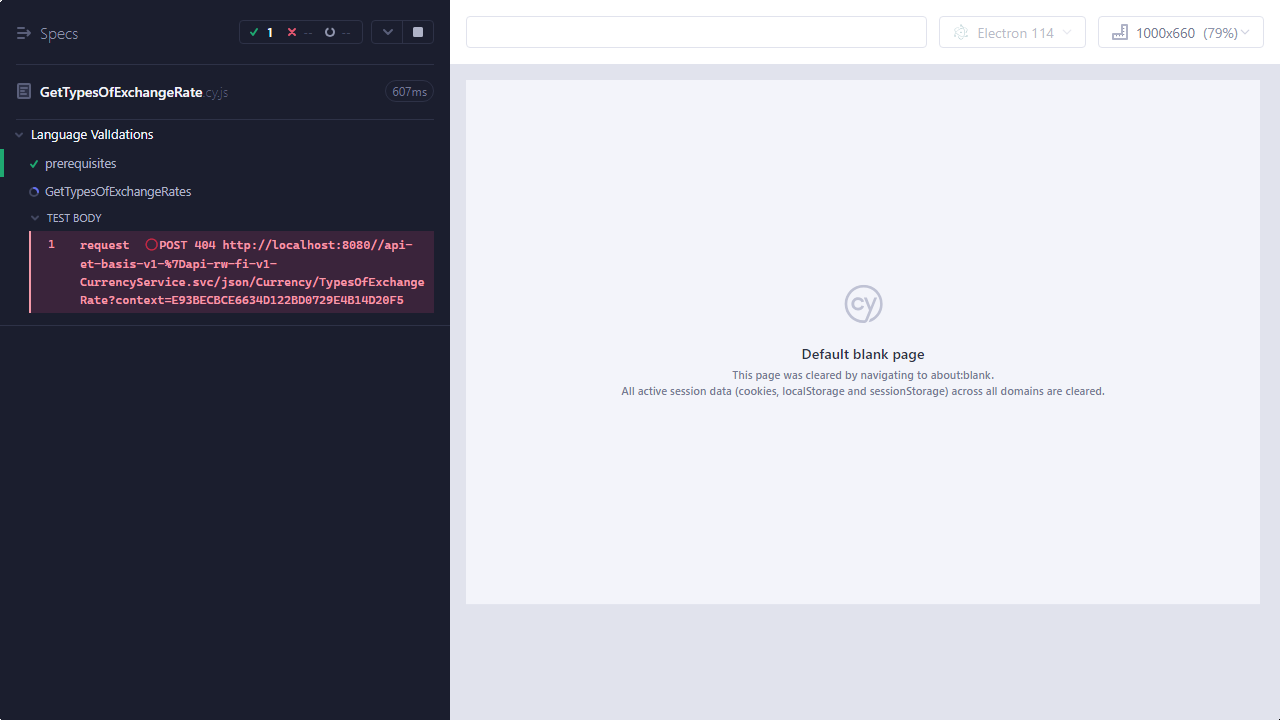 Specs
1 -- --
GetTypesOfExchangeRate.cy.js
607ms
Language ValIdations
prerequisites
GetTypesOfExchangeRates
TEST BODY
1 request POST 404 http://localhost:8080//api-
et-basis-v1-%7Dapi-rw-fi-v1-
CurrencyService.svc/json/Currency/TypesOfExchange
Rate?context=E93BECBCE6634D122BD0729E4B14D20F5
Electron 114
1000x660 (79%)
cy
Default blank page
This page was cleared by navigating to about:blank.
All active session data (cookies, localStorage and sessionStorage) across all domains are cleared.